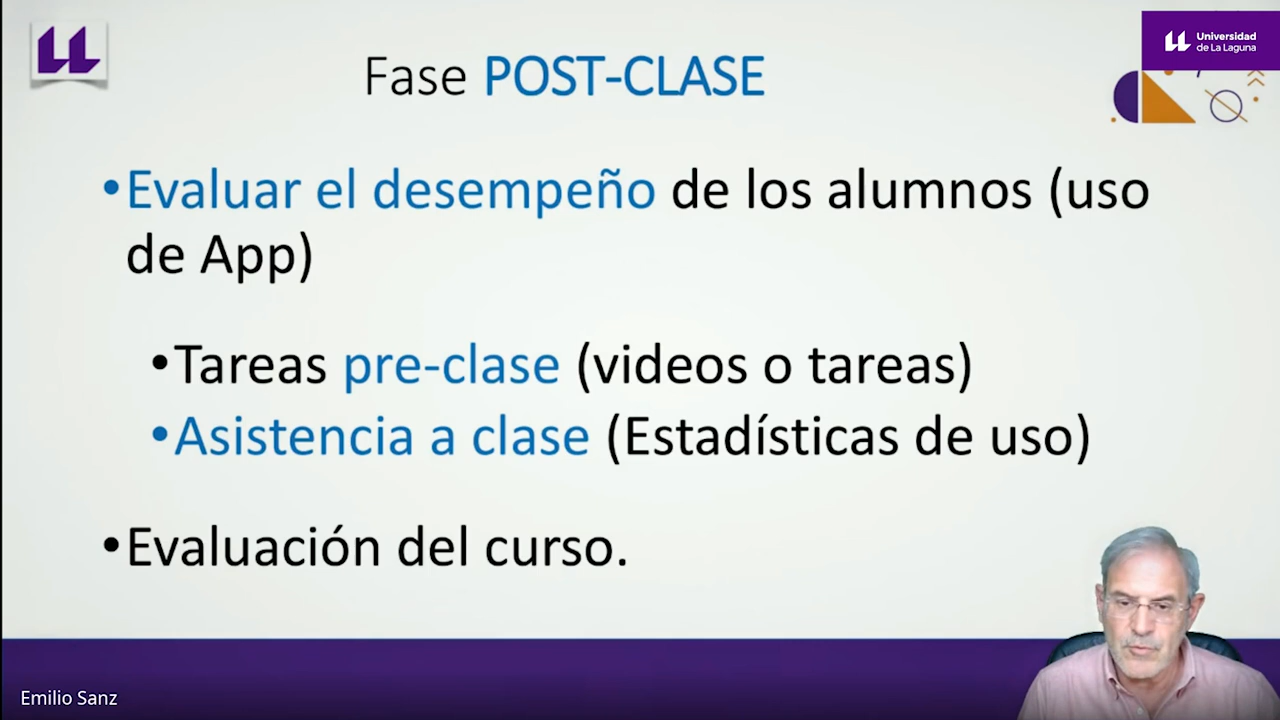 Universidad
de La Laguna
Fase POST-CLASE
•Evaluar el desempeño de los alumnos (uso
de App)
•Tareas pre-clase (videos o tareas)
•Asistencia a clase (Estadísticas de uso)
•Evaluación del curso.
Emilio Sanz